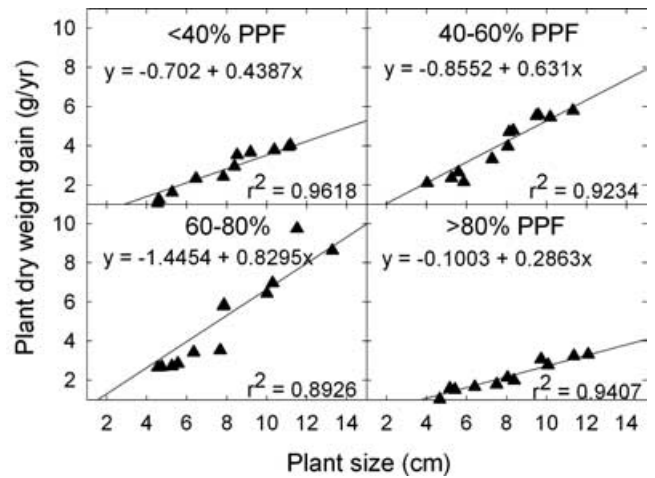 Plant dry weight gain (g/yr)
10
8
6
4
2
<40% PPF
y = -0.702 + 0.4387x
r² = 0.9618
40-60% PPF
y = -0.8552 + 0.631x
r² = 0.9234
10
8
6
4
2
60-80%
y = -1.4454 + 0.8295x
r² = 0.8926
>80% PPF
y = -0.1003 + 0.2863x
r² = 0.9407
2 4 6 8 10 12 14 2 4 6 8 10 12 14
Plant size (cm)